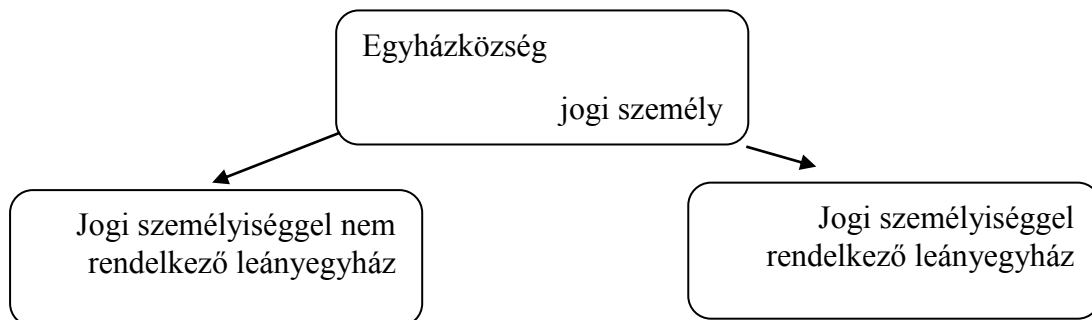 Egyházközség
jogi személy
Jogi személyiséggel nem
rendelkező leányegyház
Jogi személyiséggel
rendelkező leányegyház